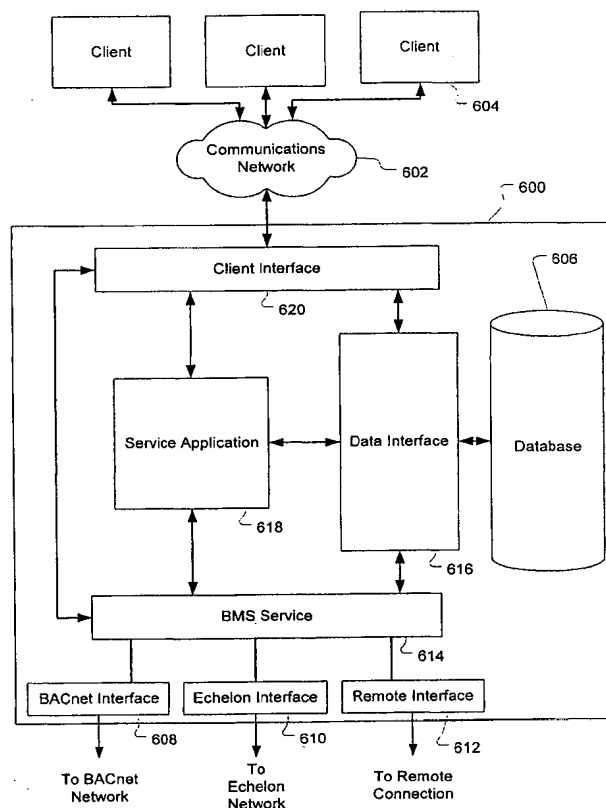 Client
Client
Client
604
Communications
Network
602
600
Client Interface
620
606
Service Application
618
Data Interface
616
Database
BMS Service
614
BACnet Interface
608
Echelon Interface
610
Remote Interface
612
To BACnet
Network
To
Echelon
Network
To Remote
Connection